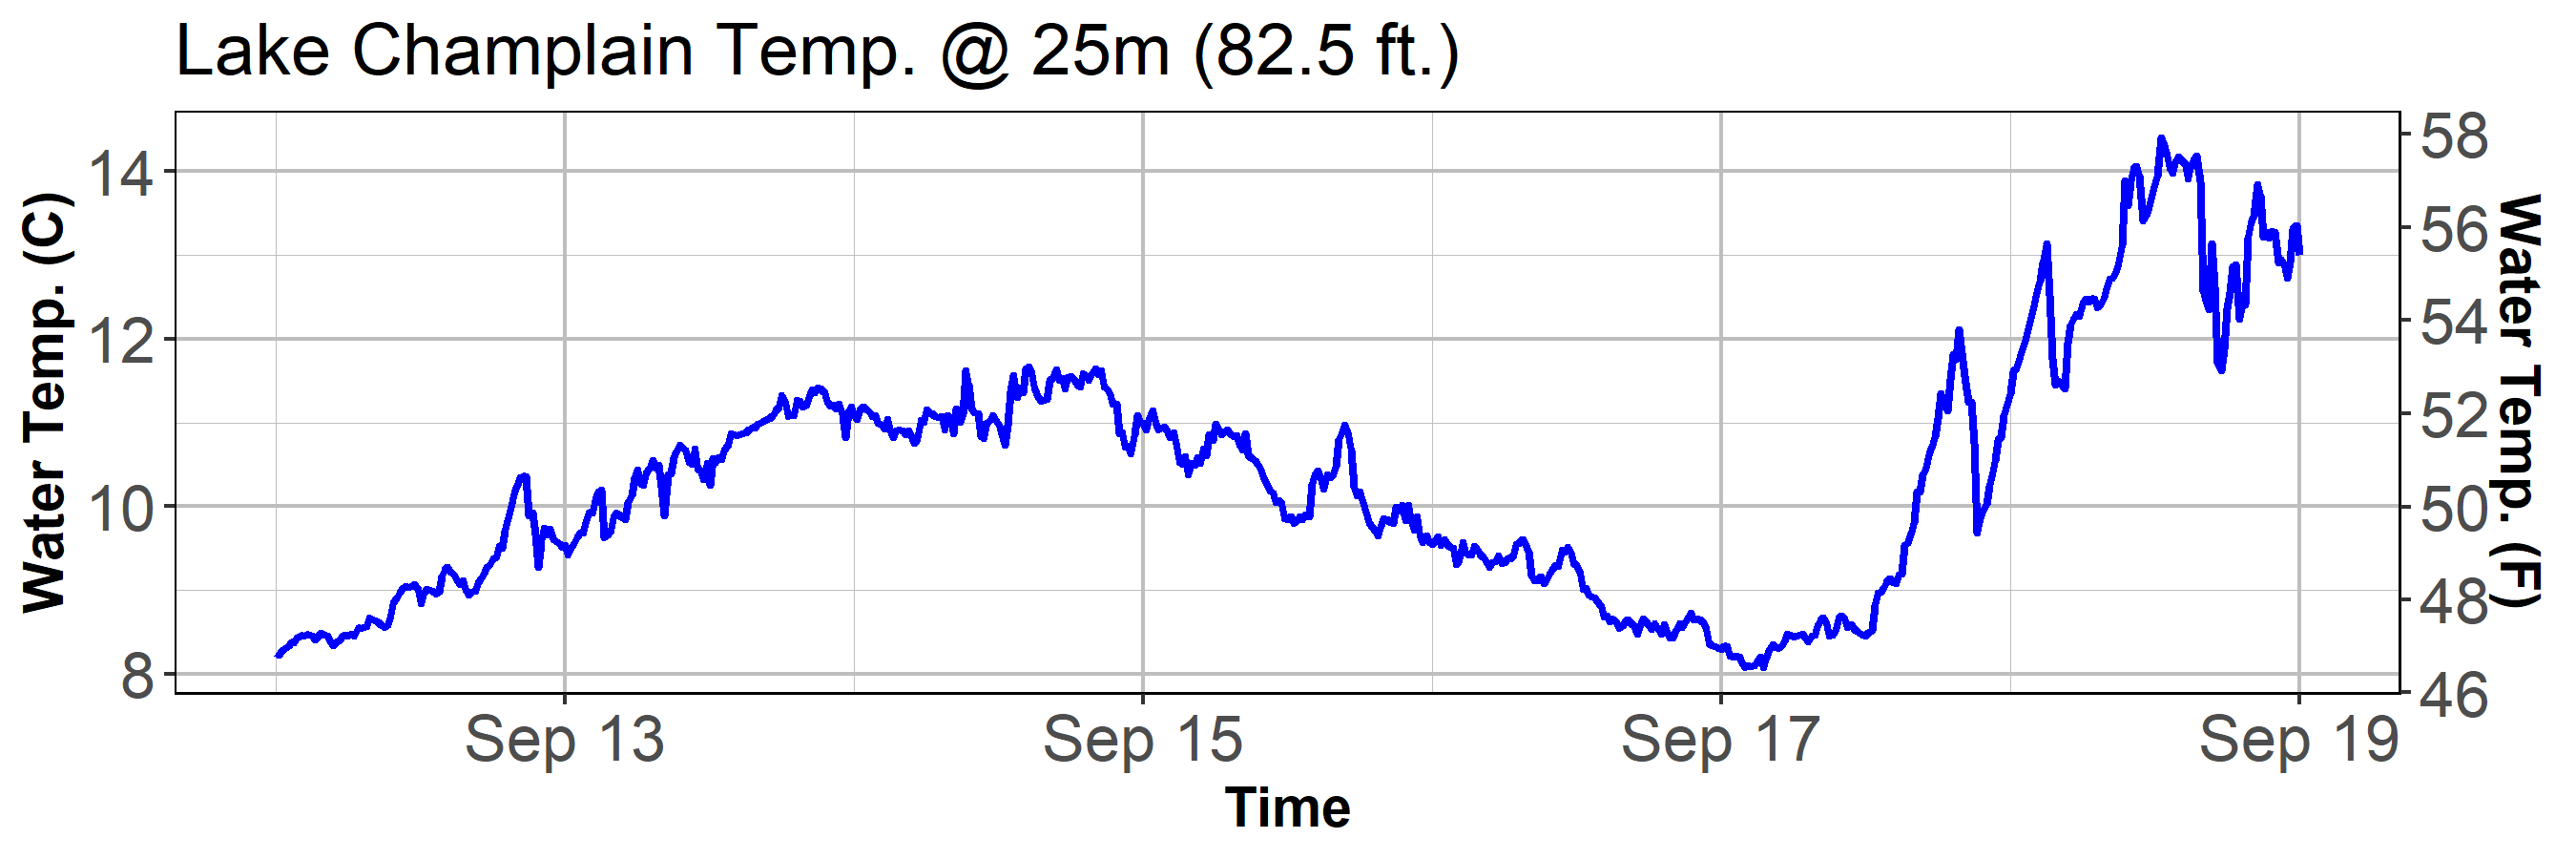 Lake Champlain Temp. @ 25m (82.5 ft.)
Water Temp. (C)
14
12
10
8
58
56
54
52
50
48
46
Water Temp. (F)
Sep 13
Sep 15
Sep 17
Sep 19
Time